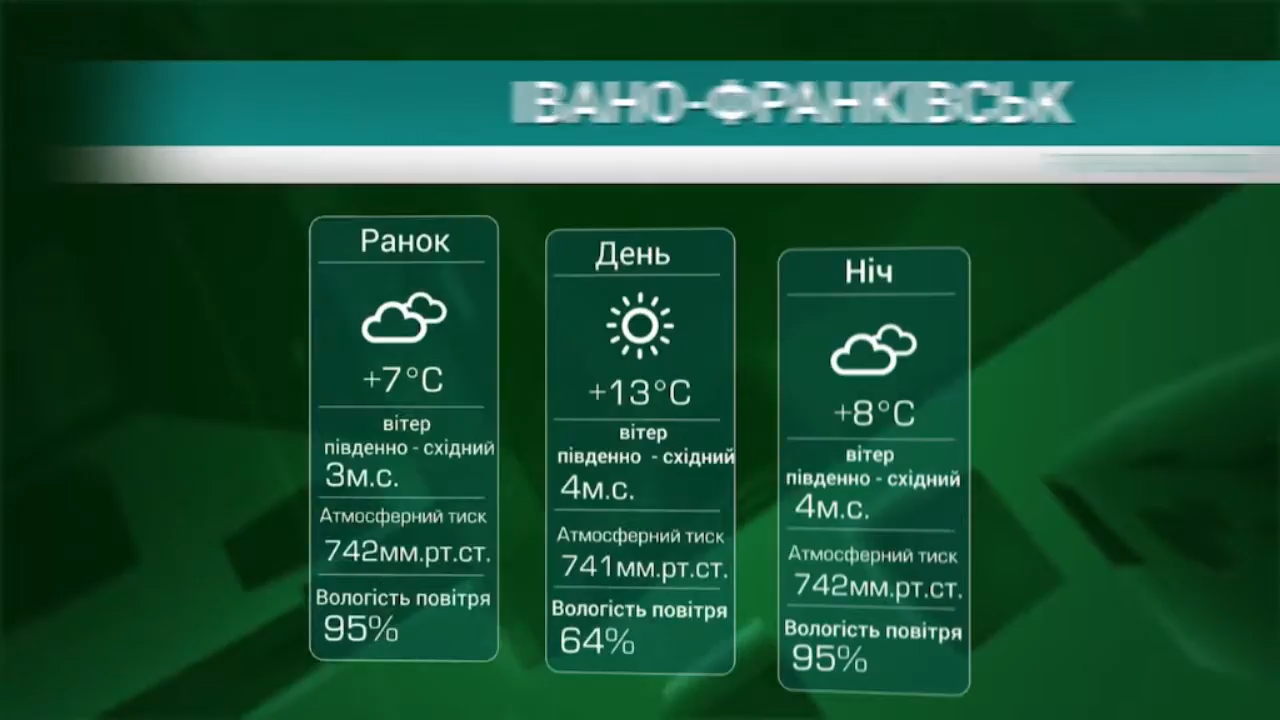 ІВАНО-ФРАНКІВСЬК
Ранок
+7°C
вітер
південно - східний
3м.с.
Атмосферний тиск
742мм.рт.ст.
Вологість повітря
95%
День
+13°C
вітер
південно - східний
4м.с.
Атмосферний тиск
741мм.рт.ст.
Вологість повітря
64%
Ніч
+8°C
вітер
південно - східний
4м.с.
Атмосферний тиск
742мм.рт.ст.
Вологість повітря
95%